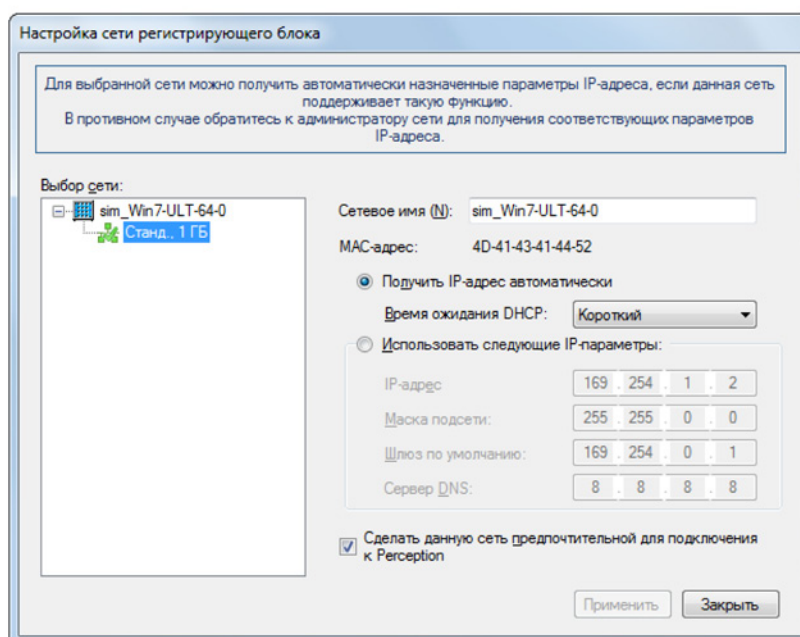 Настройка сети регистрирующего блока
Для выбранной сети можно получить автоматически назначенные параметры IP-адреса, если данная сеть
поддерживает такую функцию.
В противном случае обратитесь к администратору сети для получения соответствующих параметров
IP-адреса.
Выбор сети:
sim_Win7-ULT-64-0
Станд., 1 ГБ
Сетевое имя (N): sim_Win7-ULT-64-0
MAC-адрес: 4D-41-43-41-44-52
Получить IP-адрес автоматически
Время ожидания DHCP: Короткий
Использовать следующие IP-параметры:
IP-адрес 169 . 254 . 1 . 2
Маска подсети: 255 . 255 . 0 . 0
Шлюз по умолчанию: 169 . 254 . 0 . 1
Сервер DNS: 8 . 8 . 8 . 8
Сделать данную сеть предпочтительной для подключения
к Perception
Применить Закрыть